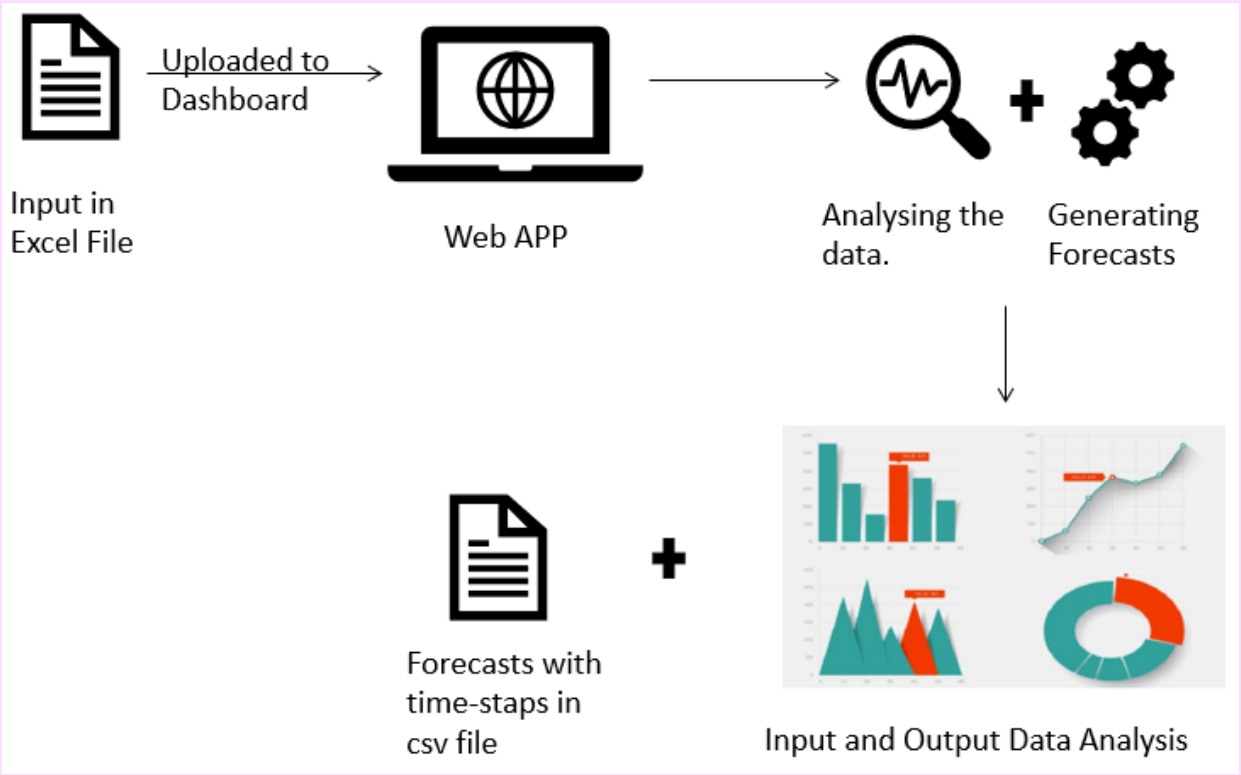 Uploaded to
Dashboard
Input in
Excel File
Web APP
Analysing the
data.
Generating
Forecasts
Forecasts with
time-staps in
csv file
Input and Output Data Analysis